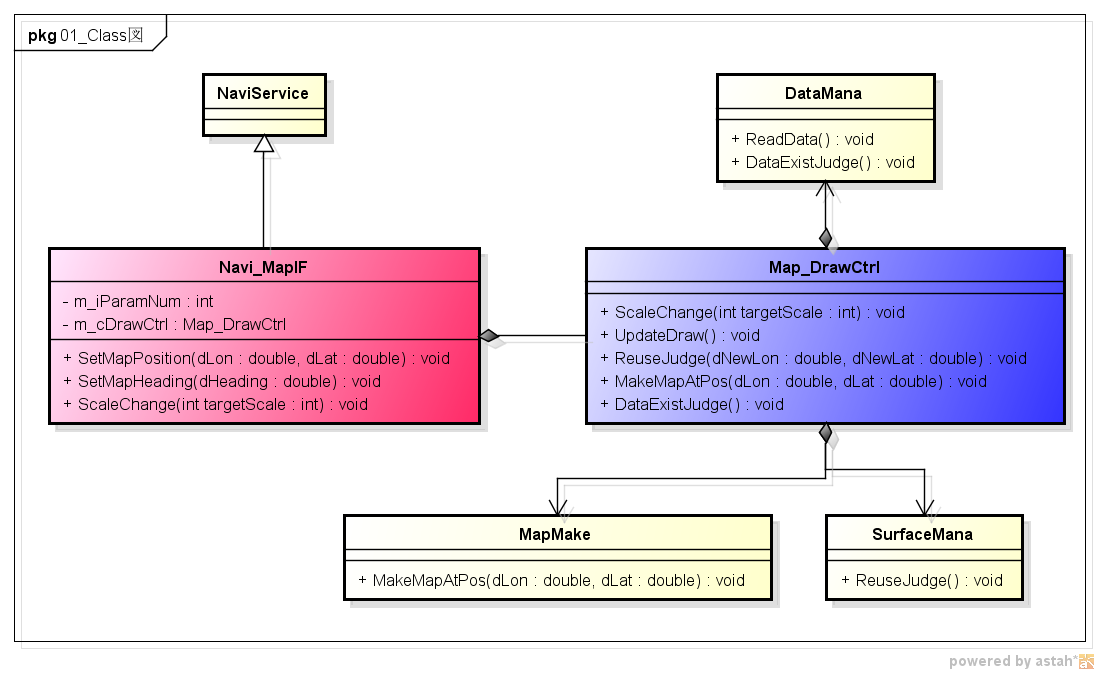 pkg 01_Class図
NaviService
DataMana
+ ReadData() : void
+ DataExistJudge() : void
Navi_MapIF
- m_iParamNum : int
- m_cDrawCtrl : Map_DrawCtrl
+ SetMapPosition(dLon : double, dLat : double) : void
+ SetMapHeading(dHeading : double) : void
+ ScaleChange(int targetScale : int) : void
Map_DrawCtrl
+ ScaleChange(int targetScale : int) : void
+ UpdateDraw() : void
+ ReuseJudge(dNewLon : double, dNewLat : double) : void
+ MakeMapAtPos(dLon : double, dLat : double) : void
+ DataExistJudge() : void
MapMake
+ MakeMapAtPos(dLon : double, dLat : double) : void
SurfaceMana
+ ReuseJudge() : void
powered by astah*